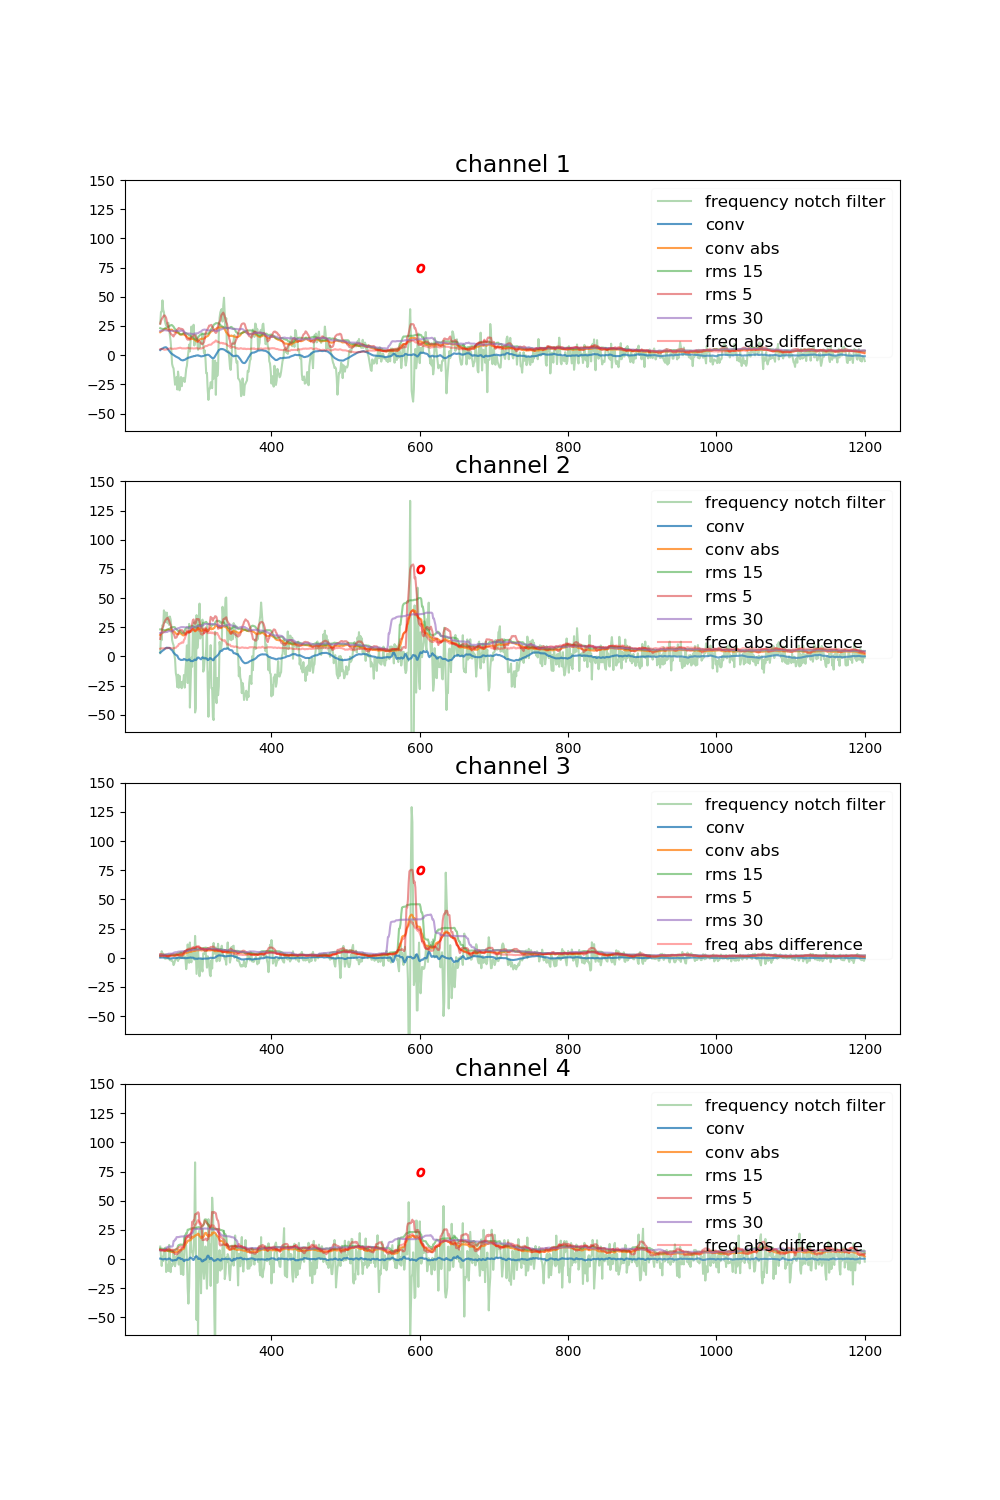 channel 1
150
125
100
75
50
25
0
−25
−50
frequency notch filter
conv
conv abs
rms 15
rms 5
rms 30
freq abs difference
o
400 600 800 1000 1200
channel 2
150
125
100
75
50
25
0
−25
−50
frequency notch filter
conv
conv abs
rms 15
rms 5
rms 30
freq abs difference
o
400 600 800 1000 1200
channel 3
150
125
100
75
50
25
0
−25
−50
frequency notch filter
conv
conv abs
rms 15
rms 5
rms 30
freq abs difference
o
400 600 800 1000 1200
channel 4
150
125
100
75
50
25
0
−25
−50
frequency notch filter
conv
conv abs
rms 15
rms 5
rms 30
freq abs difference
o
400 600 800 1000 1200